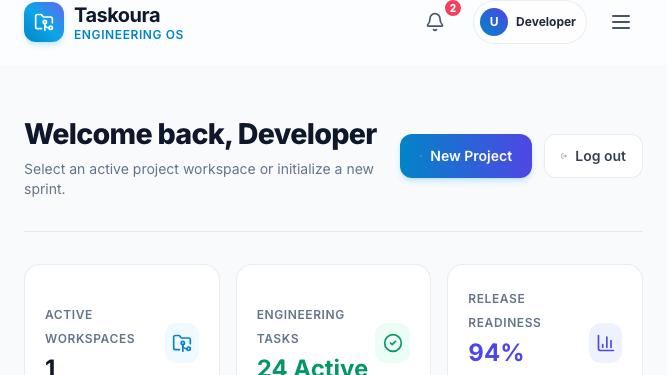 Taskoura
ENGINEERING OS
2
U
Developer
Welcome back, Developer
Select an active project workspace or initialize a new
sprint.
New Project
Log out
ACTIVE
WORKSPACES
1
ENGINEERING
TASKS
24 Active
RELEASE
READINESS
94%